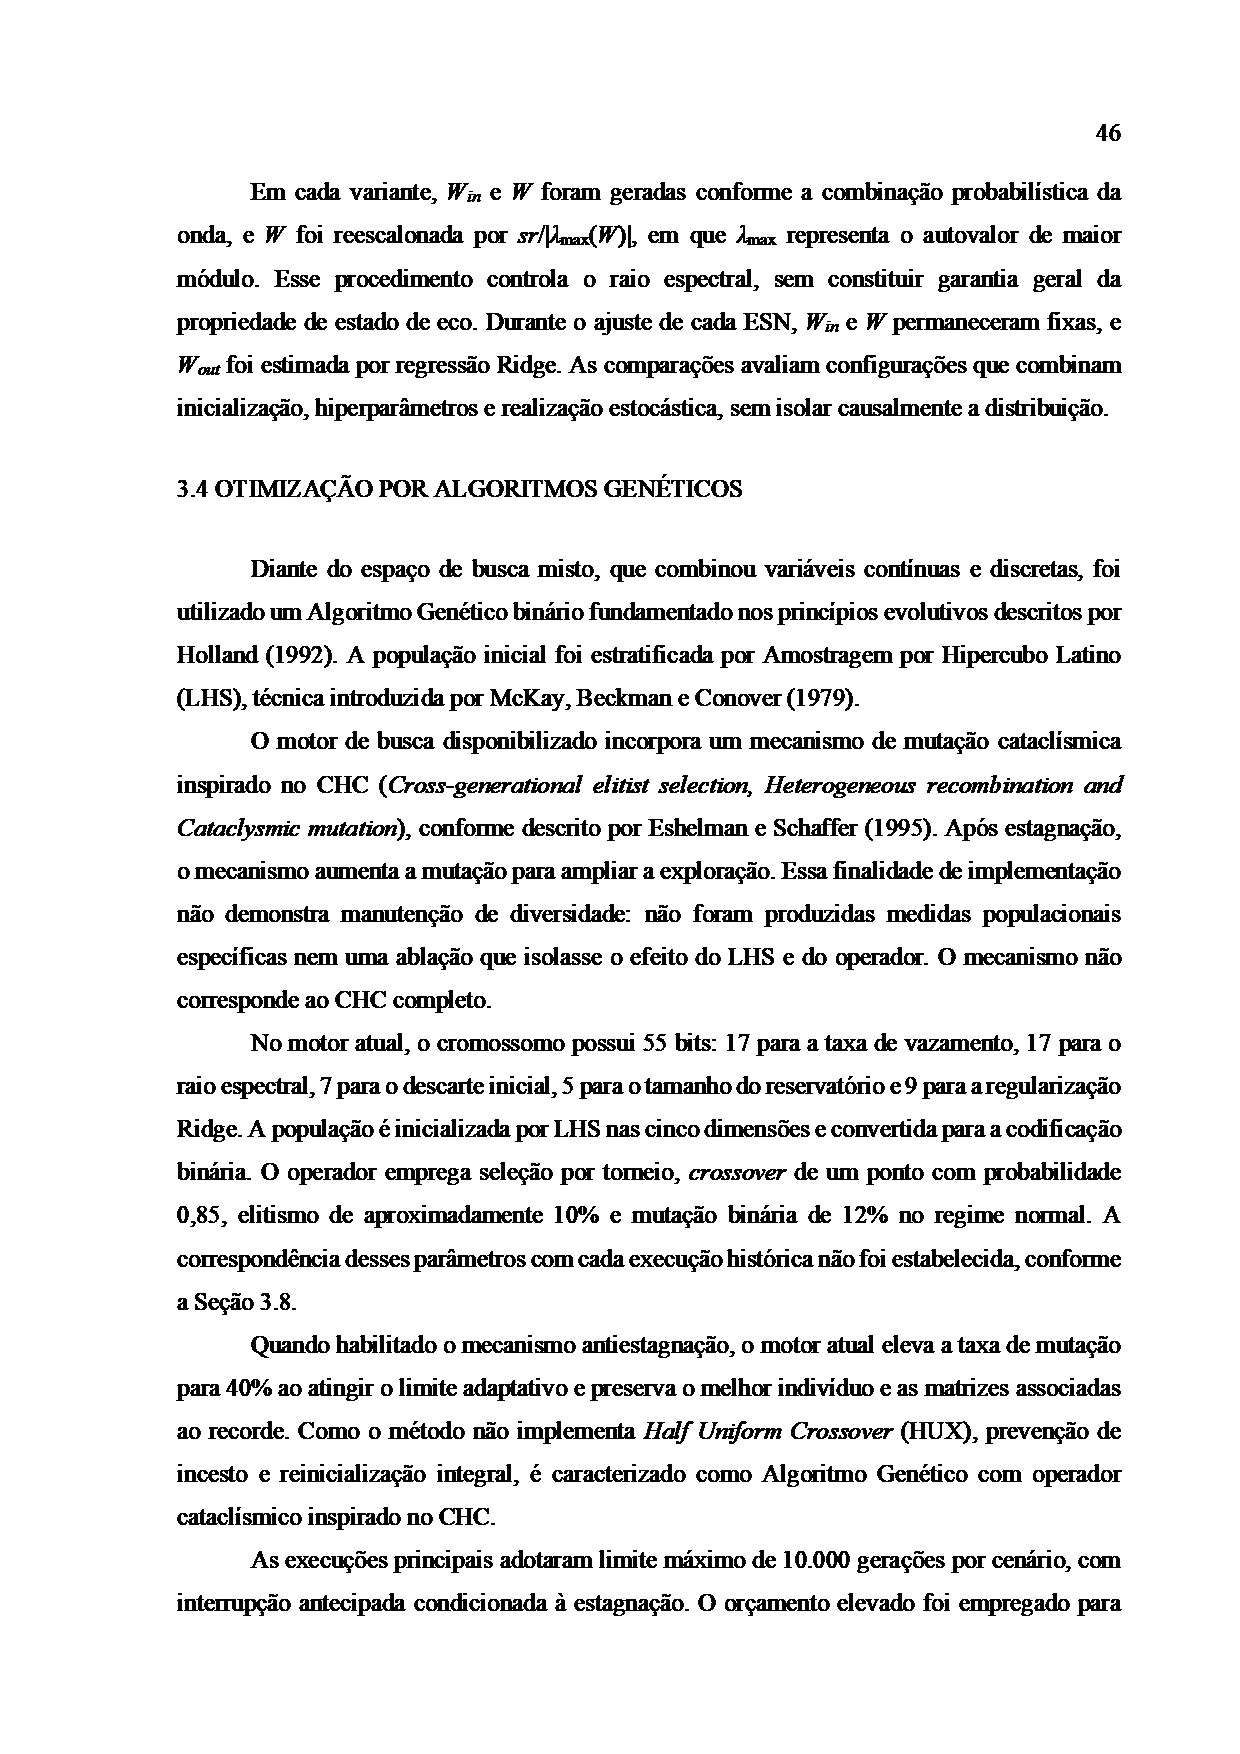 46
Em cada variante, Win e W foram geradas conforme a combinação probabilística da
onda, e W foi reescalonada por sr/|λmax(W)|, em que λmax representa o autovalor de maior
módulo. Esse procedimento controla o raio espectral, sem constituir garantia geral da
propriedade de estado de eco. Durante o ajuste de cada ESN, Win e W permaneceram fixas, e
Wout foi estimada por regressão Ridge. As comparações avaliam configurações que combinam
inicialização, hiperparâmetros e realização estocástica, sem isolar causalmente a distribuição.
3.4 OTIMIZAÇÃO POR ALGORITMOS GENÉTICOS
Diante do espaço de busca misto, que combinou variáveis contínuas e discretas, foi
utilizado um Algoritmo Genético binário fundamentado nos princípios evolutivos descritos por
Holland (1992). A população inicial foi estratificada por Amostragem por Hipercubo Latino
(LHS), técnica introduzida por McKay, Beckman e Conover (1979).
O motor de busca disponibilizado incorpora um mecanismo de mutação cataclísmica
inspirado no CHC (Cross-generational elitist selection, Heterogeneous recombination and
Cataclysmic mutation), conforme descrito por Eshelman e Schaffer (1995). Após estagnação,
o mecanismo aumenta a mutação para ampliar a exploração. Essa finalidade de implementação
não demonstra manutenção de diversidade: não foram produzidas medidas populacionais
específicas nem uma ablação que isolasse o efeito do LHS e do operador. O mecanismo não
corresponde ao CHC completo.
No motor atual, o cromossomo possui 55 bits: 17 para a taxa de vazamento, 17 para o
raio espectral, 7 para o descarte inicial, 5 para o tamanho do reservatório e 9 para a regularização
Ridge. A população é inicializada por LHS nas cinco dimensões e convertida para a codificação
binária. O operador emprega seleção por torneio, crossover de um ponto com probabilidade
0,85, elitismo de aproximadamente 10% e mutação binária de 12% no regime normal. A
correspondência desses parâmetros com cada execução histórica não foi estabelecida, conforme
a Seção 3.8.
Quando habilitado o mecanismo antiestagnação, o motor atual eleva a taxa de mutação
para 40% ao atingir o limite adaptativo e preserva o melhor indivíduo e as matrizes associadas
ao recorde. Como o método não implementa Half Uniform Crossover (HUX), prevenção de
incesto e reinicialização integral, é caracterizado como Algoritmo Genético com operador
cataclísmico inspirado no CHC.
As execuções principais adotaram limite máximo de 10.000 gerações por cenário, com
interrupção antecipada condicionada à estagnação. O orçamento elevado foi empregado para